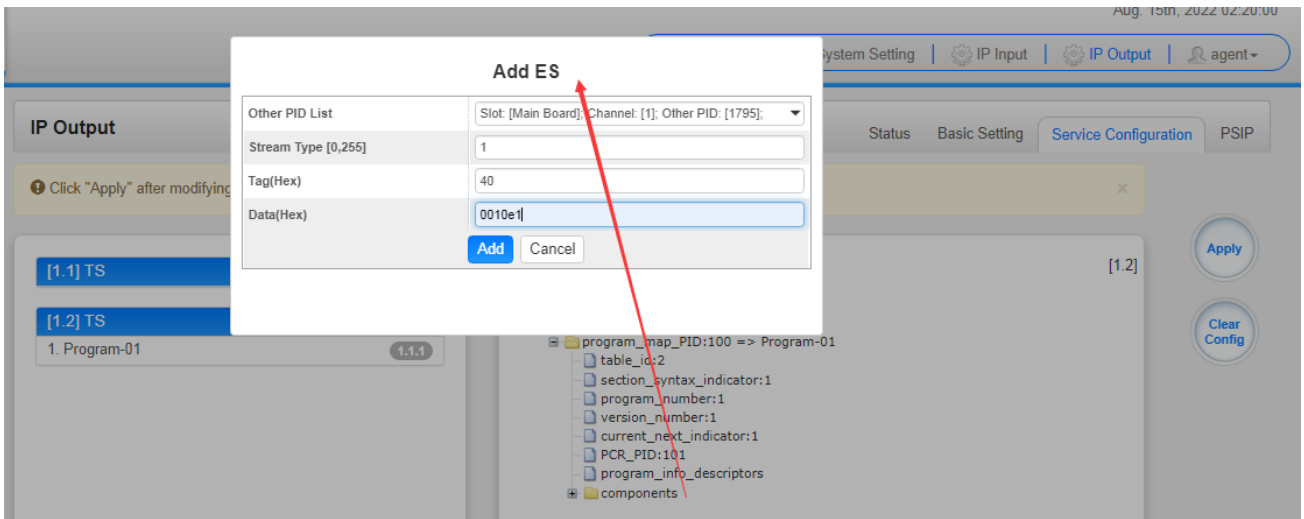 Aug. 15th, 2022 02:20:00
System Setting | IP Input | IP Output | agent
Add ES
Other PID List
Slot: [Main Board]; Channel: [1]; Other PID: [1795];
Stream Type [0,255]
1
Tag(Hex)
40
Data(Hex)
0010e1
Add Cancel
IP Output
Status Basic Setting Service Configuration PSIP
Click "Apply" after modifying
×
[1.1] TS
[1.2] TS
1. Program-01 1.1.1
[1.2]
Apply
Clear
Config
program_map_PID:100 => Program-01
table_id:2
section_syntax_indicator:1
program_number:1
version_number:1
current_next_indicator:1
PCR_PID:101
program_info_descriptors
components